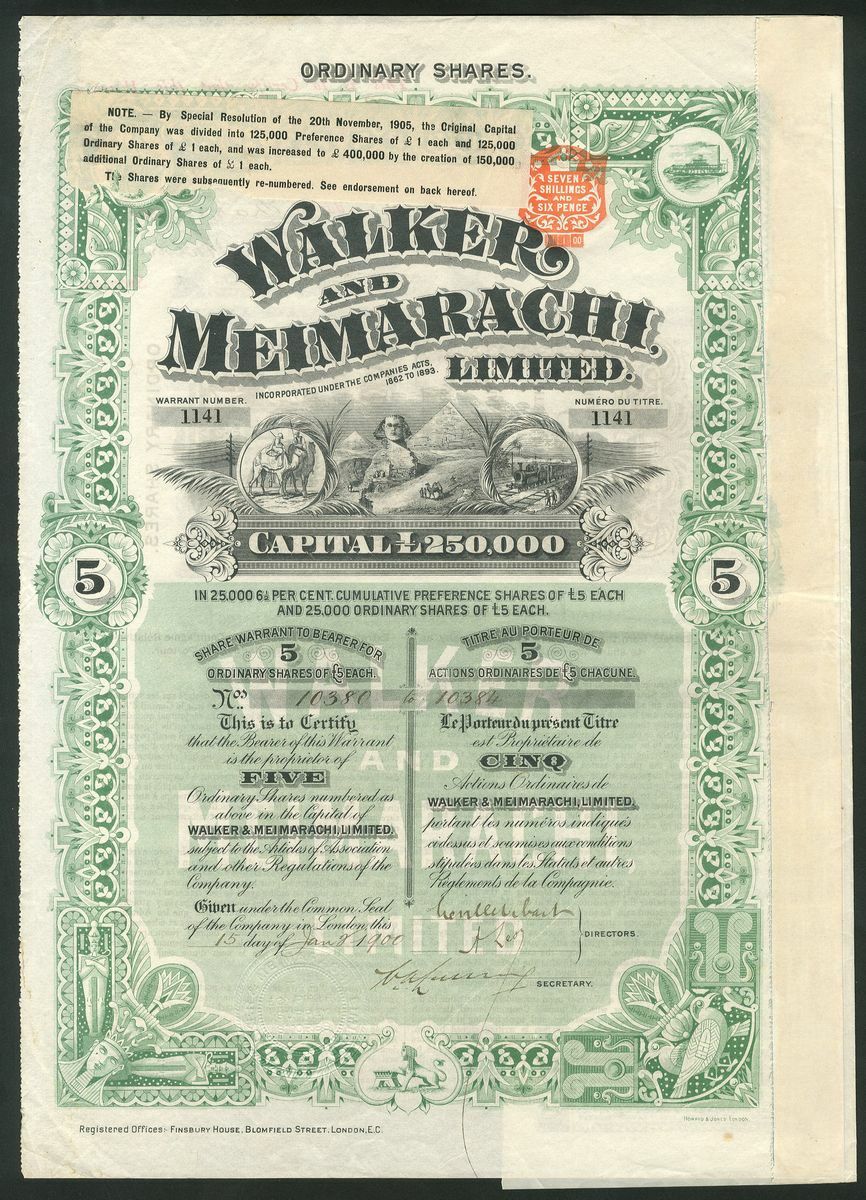 ORDINARY SHARES.
NOTE. — By Special Resolution of the 20th November, 1905, the Original Capital
of the Company was divided into 125,000 Preference Shares of £ 1 each and 125,000
Ordinary Shares of £ 1 each, and was increased to £ 400,000 by the creation of 150,000
additional Ordinary Shares of £ 1 each.
The Shares were subsequently re-numbered. See endorsement on back hereof.
SEVEN
SHILLINGS
AND
SIX PENCE
WALKER
AND
MEIMARACHI,
LIMITED.
INCORPORATED UNDER THE COMPANIES ACTS,
1862 TO 1893.
WARRANT NUMBER.
1141
NUMÉRO DU TITRE.
1141
CAPITAL £250,000
5
5
IN 25,000 6½ PER CENT. CUMULATIVE PREFERENCE SHARES OF £5 EACH
AND 25,000 ORDINARY SHARES OF £5 EACH.
SHARE WARRANT TO BEARER FOR
5
ORDINARY SHARES OF £5 EACH.
TITRE AU PORTEUR DE
5
ACTIONS ORDINAIRES DE £5 CHACUNE.
Nos. 10380 to 10384
This is to Certify
that the Bearer of this Warrant
is the proprietor of
FIVE
Ordinary Shares numbered as
above in the Capital of
WALKER & MEIMARACHI, LIMITED,
subject to the Articles of Association
and other Regulations of the
Company.
Given under the Common Seal
of the Company in London, this
15 day of Jany 1900
Le Porteur du présent Titre
est Propriétaire de
CINQ
Actions Ordinaires de
WALKER & MEIMARACHI, LIMITED,
portant les numéros indiqués
ci-dessus et soumises aux conditions
stipulées dans les Statuts et autres
Règlements de la Compagnie.
DIRECTORS.
SECRETARY.
WALKER
AND
LIMITED
Registered Offices:- FINSBURY HOUSE, BLOMFIELD STREET, LONDON, E.C.
HOWARD & JONES LONDON.